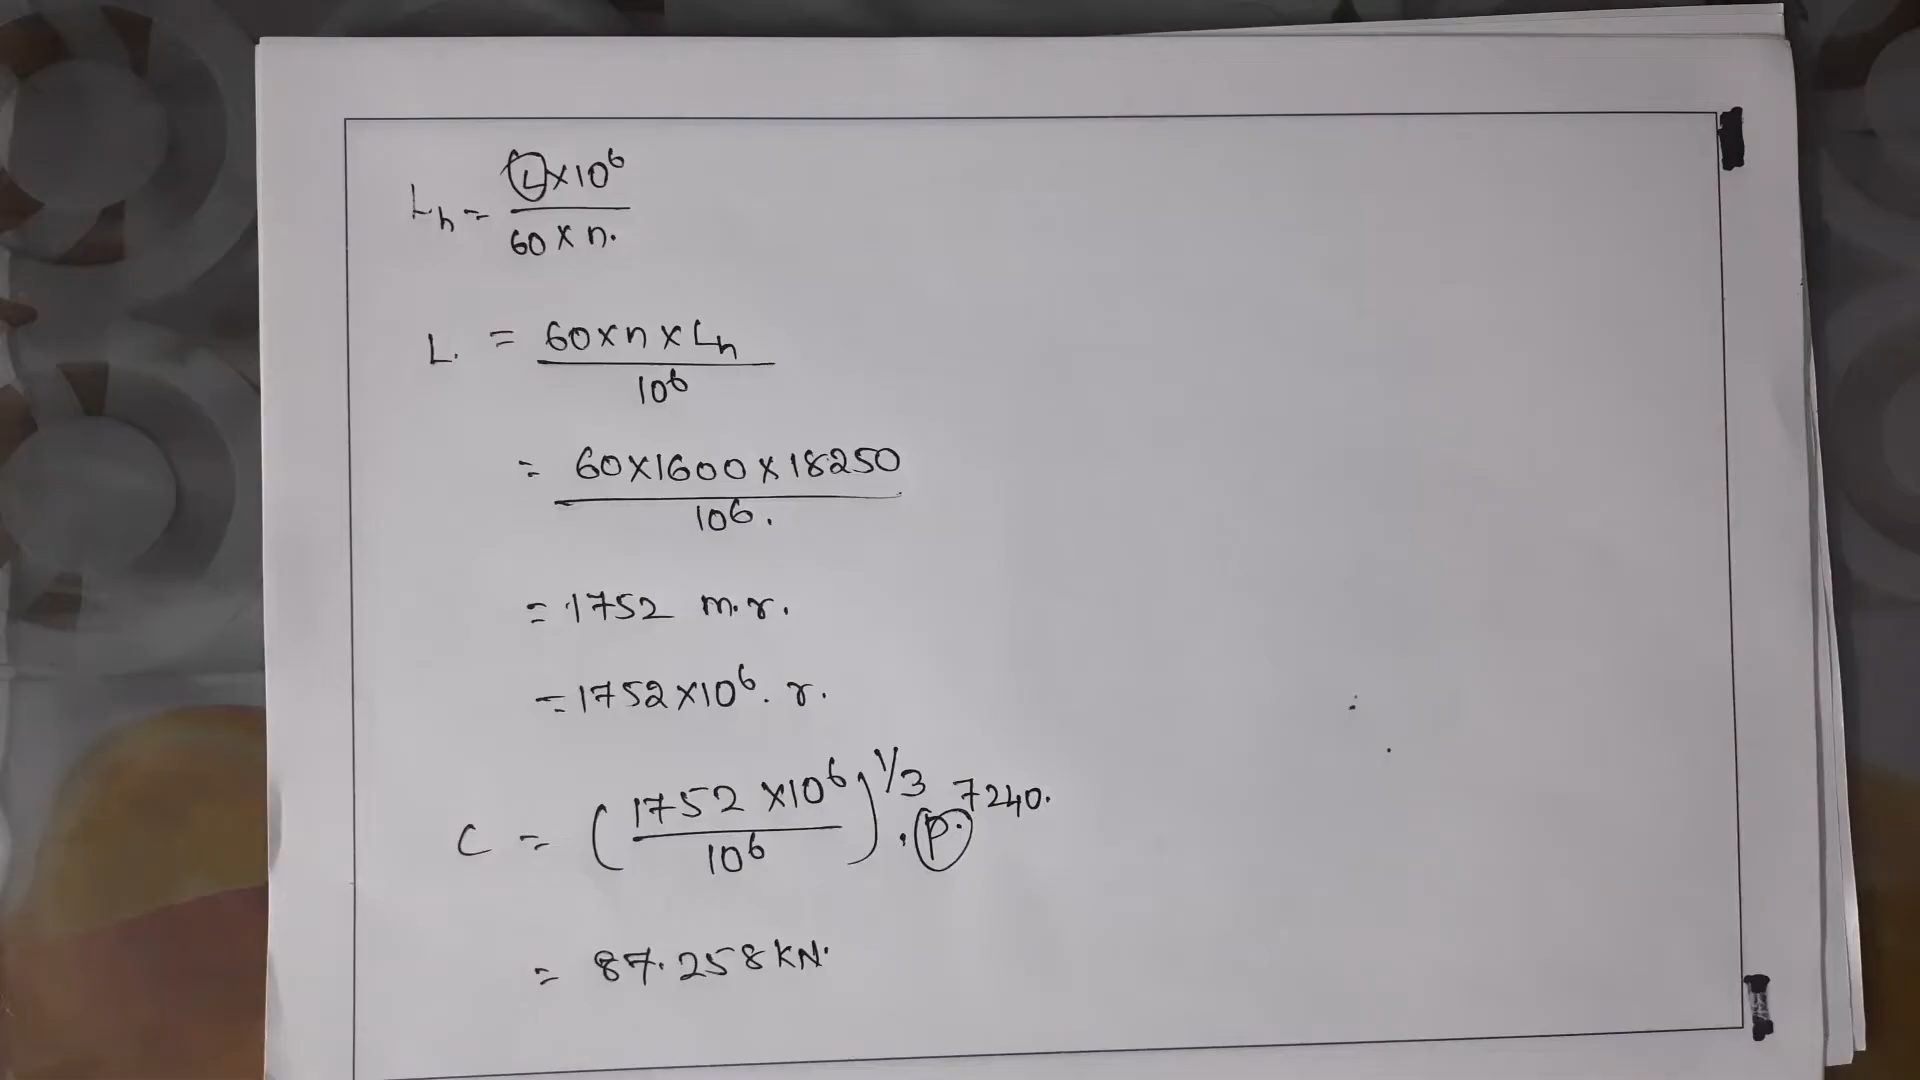 Lh = L×10⁶ / 60 × n.
L. = 60×n×Lh / 10⁶
= 60×1600×18250 / 10⁶.
= 1752 m.r.
= 1752×10⁶. r.
C = (1752×10⁶ / 10⁶)^1/3 . P. 7240.
= 87.258 KN.